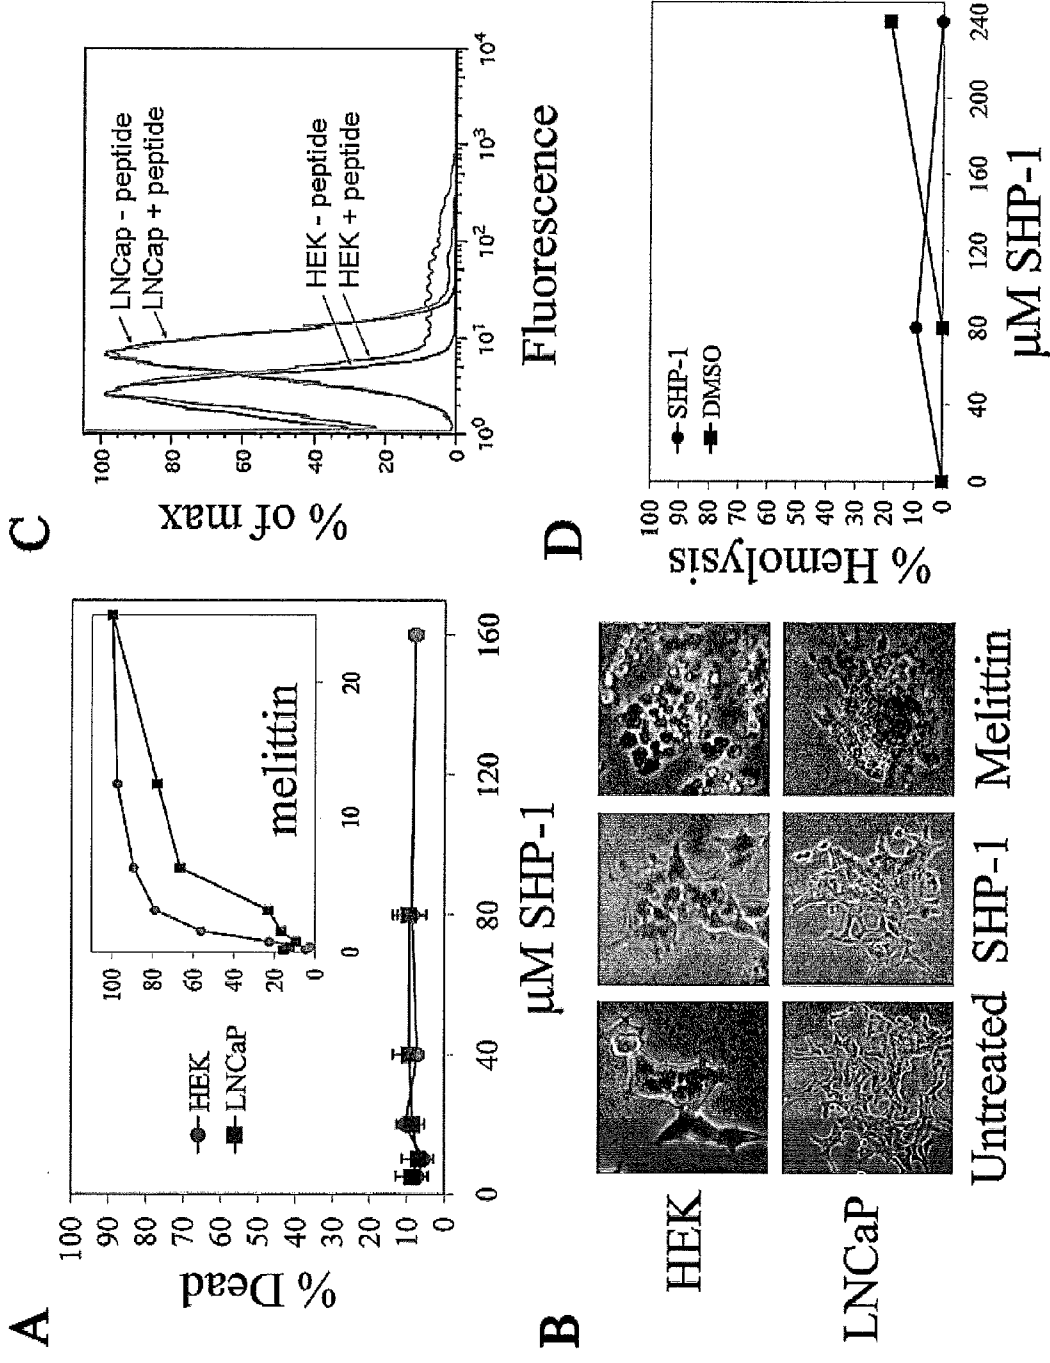 A
% Dead
100
90
80
70
60
50
40
30
20
10
0
0
40
80
120
160
µM SHP-1
HEK
LNCaP
100
80
60
40
20
0
0
10
20
melittin
B
HEK
LNCaP
Untreated
SHP-1
Melittin
C
% of max
100
80
60
40
20
0
10⁰
10¹
10²
10³
10⁴
Fluorescence
LNCap - peptide
LNCap + peptide
HEK - peptide
HEK + peptide
D
% Hemolysis
100
90
80
70
60
50
40
30
20
10
0
0
40
80
120
160
200
240
µM SHP-1
SHP-1
DMSO